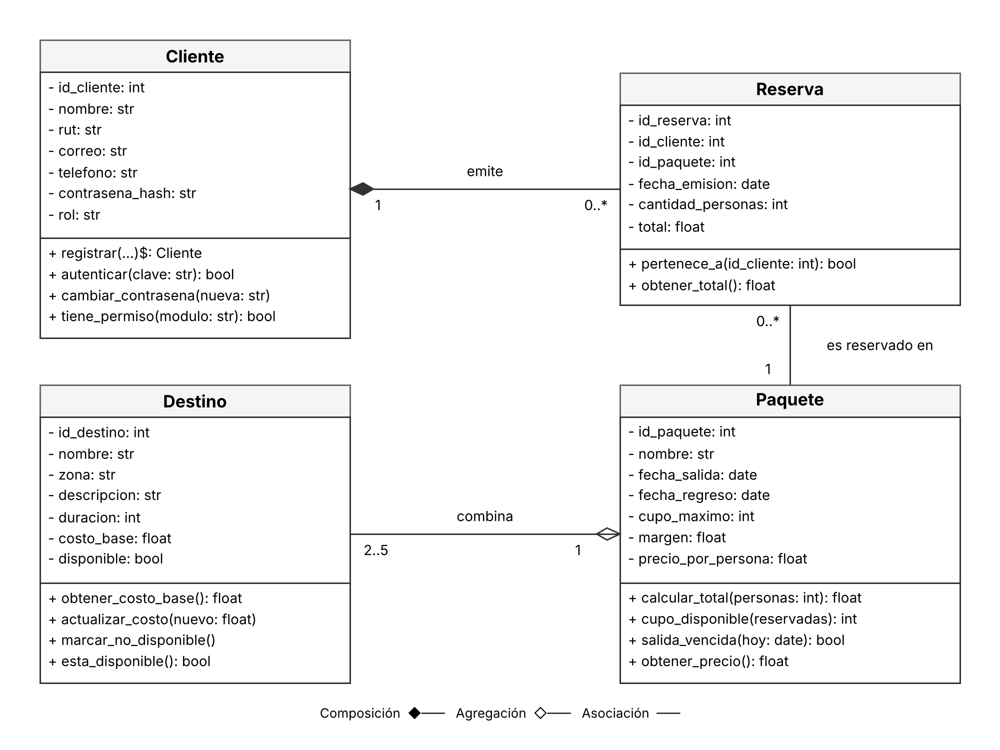 Cliente
- id_cliente: int
- nombre: str
- rut: str
- correo: str
- telefono: str
- contrasena_hash: str
- rol: str
+ registrar(...)$: Cliente
+ autenticar(clave: str): bool
+ cambiar_contrasena(nueva: str)
+ tiene_permiso(modulo: str): bool
emite
1
0..*
Reserva
- id_reserva: int
- id_cliente: int
- id_paquete: int
- fecha_emision: date
- cantidad_personas: int
- total: float
+ pertenece_a(id_cliente: int): bool
+ obtener_total(): float
0..*
es reservado en
1
Destino
- id_destino: int
- nombre: str
- zona: str
- descripcion: str
- duracion: int
- costo_base: float
- disponible: bool
+ obtener_costo_base(): float
+ actualizar_costo(nuevo: float)
+ marcar_no_disponible()
+ esta_disponible(): bool
combina
2..5
1
Paquete
- id_paquete: int
- nombre: str
- fecha_salida: date
- fecha_regreso: date
- cupo_maximo: int
- margen: float
- precio_por_persona: float
+ calcular_total(personas: int): float
+ cupo_disponible(reservadas): int
+ salida_vencida(hoy: date): bool
+ obtener_precio(): float
Composición Agregación Asociación